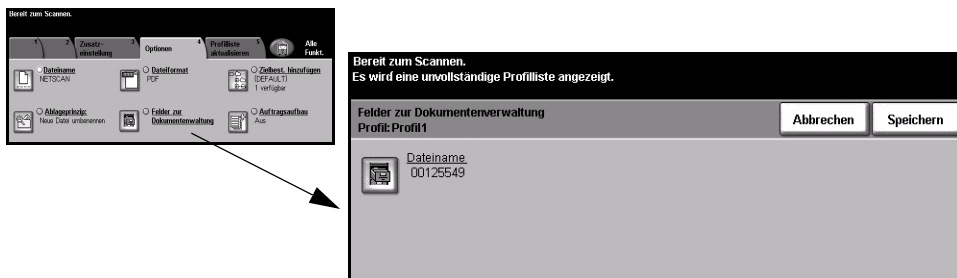 Bereit zum Scannen.
1
2 Zusatz-
einstellung
3
Optionen
4 Profilliste
aktualisieren
5
Alle
Funkt.
Dateiname
NETSCAN
Dateiformat
PDF
Zielbest. hinzufügen
(DEFAULT)
1 verfügbar
Ablageprinzip:
Neue Datei umbenennen
Felder zur
Dokumentenverwaltung
Auftragsaufbau
Aus
Bereit zum Scannen.
Es wird eine unvollständige Profilliste angezeigt.
Felder zur Dokumentenverwaltung
Profil: Profil1
Abbrechen
Speichern
Dateiname
00125549